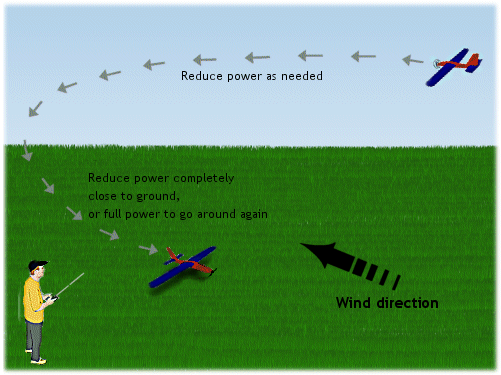 Reduce power as needed
Reduce power completely
close to ground,
or full power to go around again
Wind direction